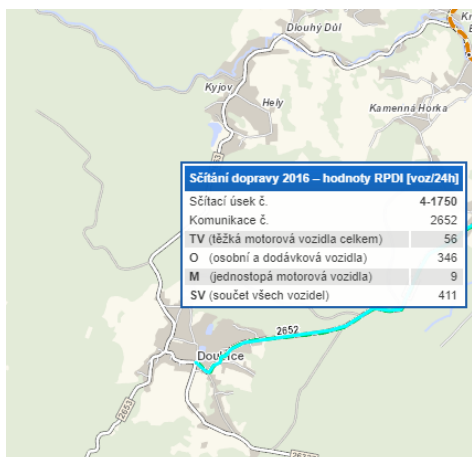 Dlouhý Důl
Kyjov
Hely
Kamenná Horka
2653
Sčítání dopravy 2016 – hodnoty RPDI [voz/24h]
Sčítací úsek č. 4-1750
Komunikace č. 2652
TV (těžká motorová vozidla celkem) 56
O (osobní a dodávková vozidla) 346
M (jednostopá motorová vozidla) 9
SV (součet všech vozidel) 411
2652
Doubice
2653